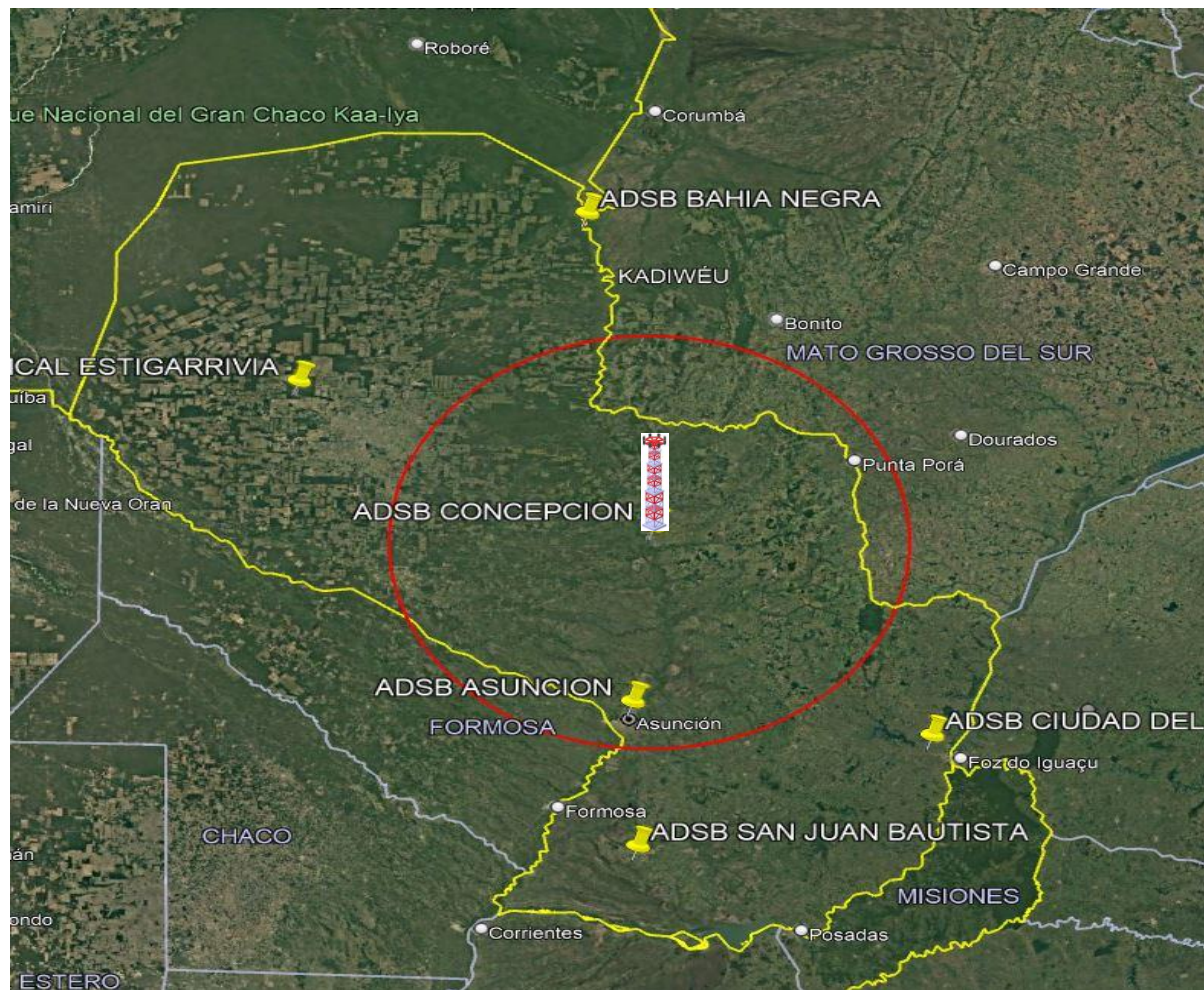 Roboré
ue Nacional del Gran Chaco Kaa-Iya
Corumbá
amiri
ADSB BAHIA NEGRA
KADIWÉU
Campo Grande
Bonito
MATO GROSSO DEL SUR
ICAL ESTIGARRIVIA
uíba
Dourados
gal
Punta Porá
de la Nueva Oran
ADSB CONCEPCION
ADSB ASUNCION
FORMOSA
Asunción
ADSB CIUDAD DEL
Foz do Iguaçu
Formosa
CHACO
ADSB SAN JUAN BAUTISTA
án
MISIONES
ondo
Corrientes
Posadas
ESTERO